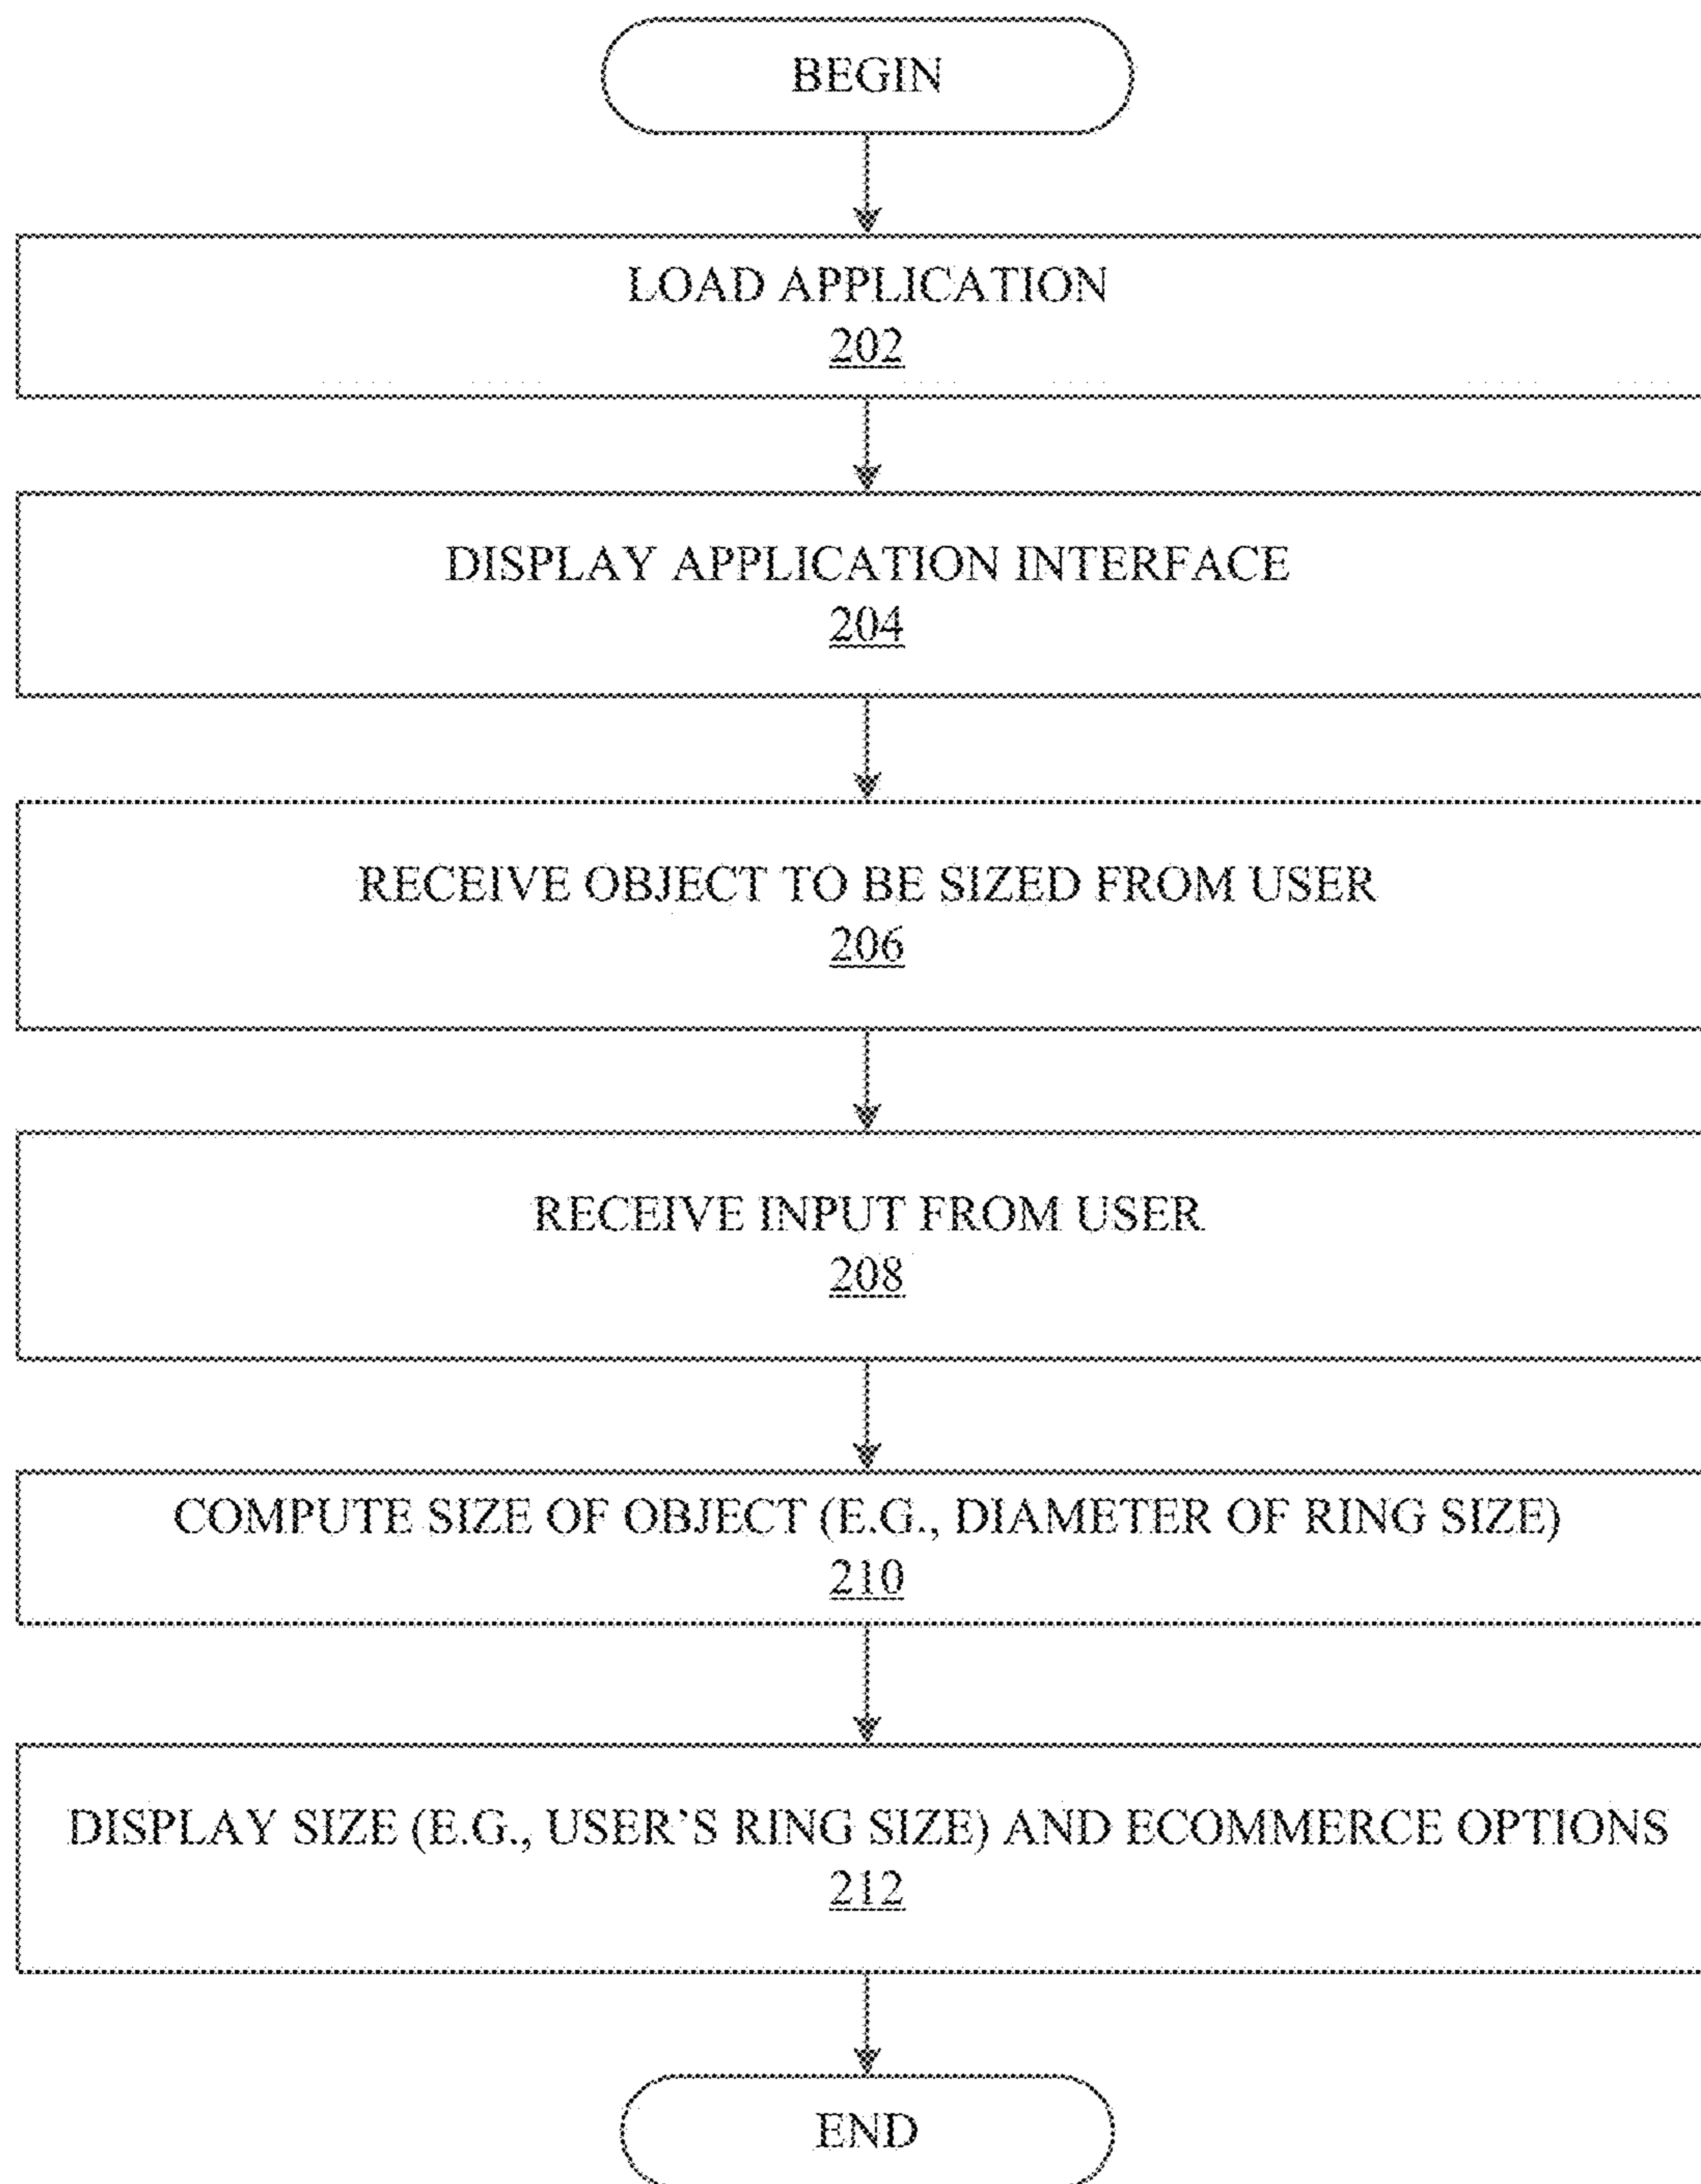 BEGIN
LOAD APPLICATION
202
DISPLAY APPLICATION INTERFACE
204
RECEIVE OBJECT TO BE SIZED FROM USER
206
RECEIVE INPUT FROM USER
208
COMPUTE SIZE OF OBJECT (E.G., DIAMETER OF RING SIZE)
210
DISPLAY SIZE (E.G., USER’S RING SIZE) AND ECOMMERCE OPTIONS
212
END